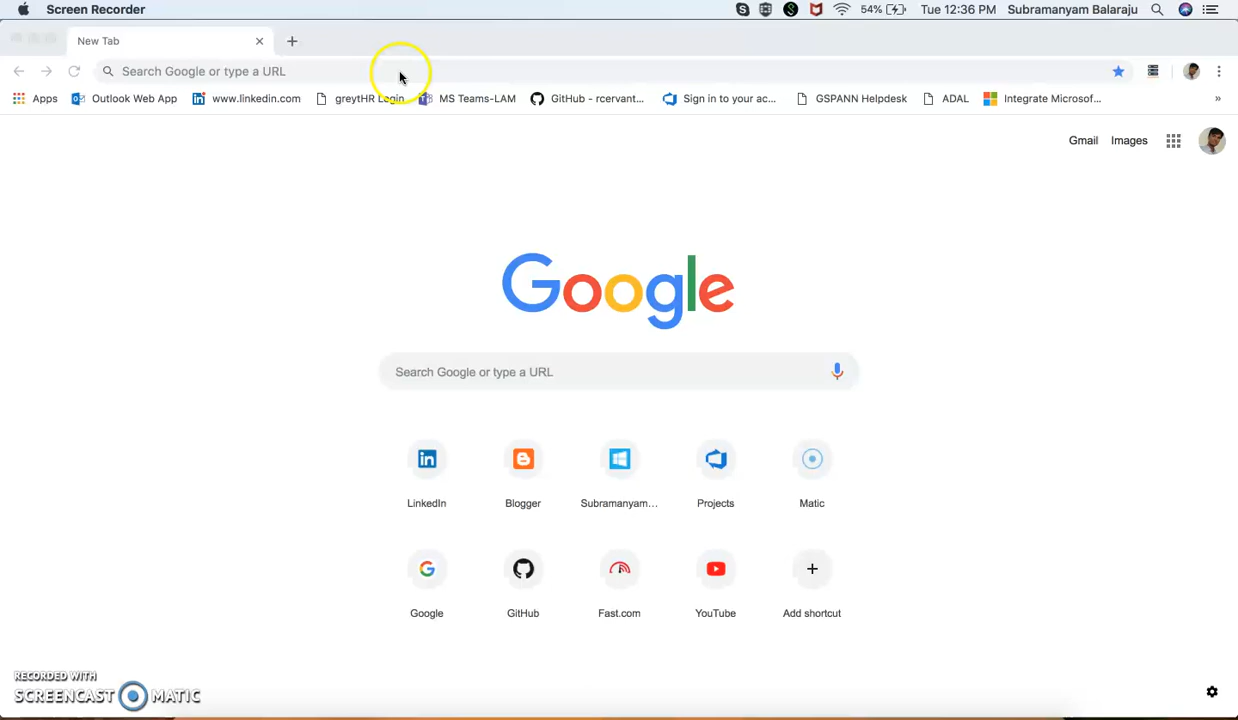 Screen Recorder 54% Tue 12:36 PM Subramanyam Balaraju
New Tab
Search Google or type a URL
Apps Outlook Web App www.linkedin.com greytHR Login MS Teams-LAM GitHub - rcervant... Sign in to your ac... GSPANN Helpdesk ADAL Integrate Microsof... »
Gmail Images
Google
Search Google or type a URL
LinkedIn Blogger Subramanyam... Projects Matic
Google GitHub Fast.com YouTube Add shortcut
RECORDED WITH
SCREENCAST MATIC